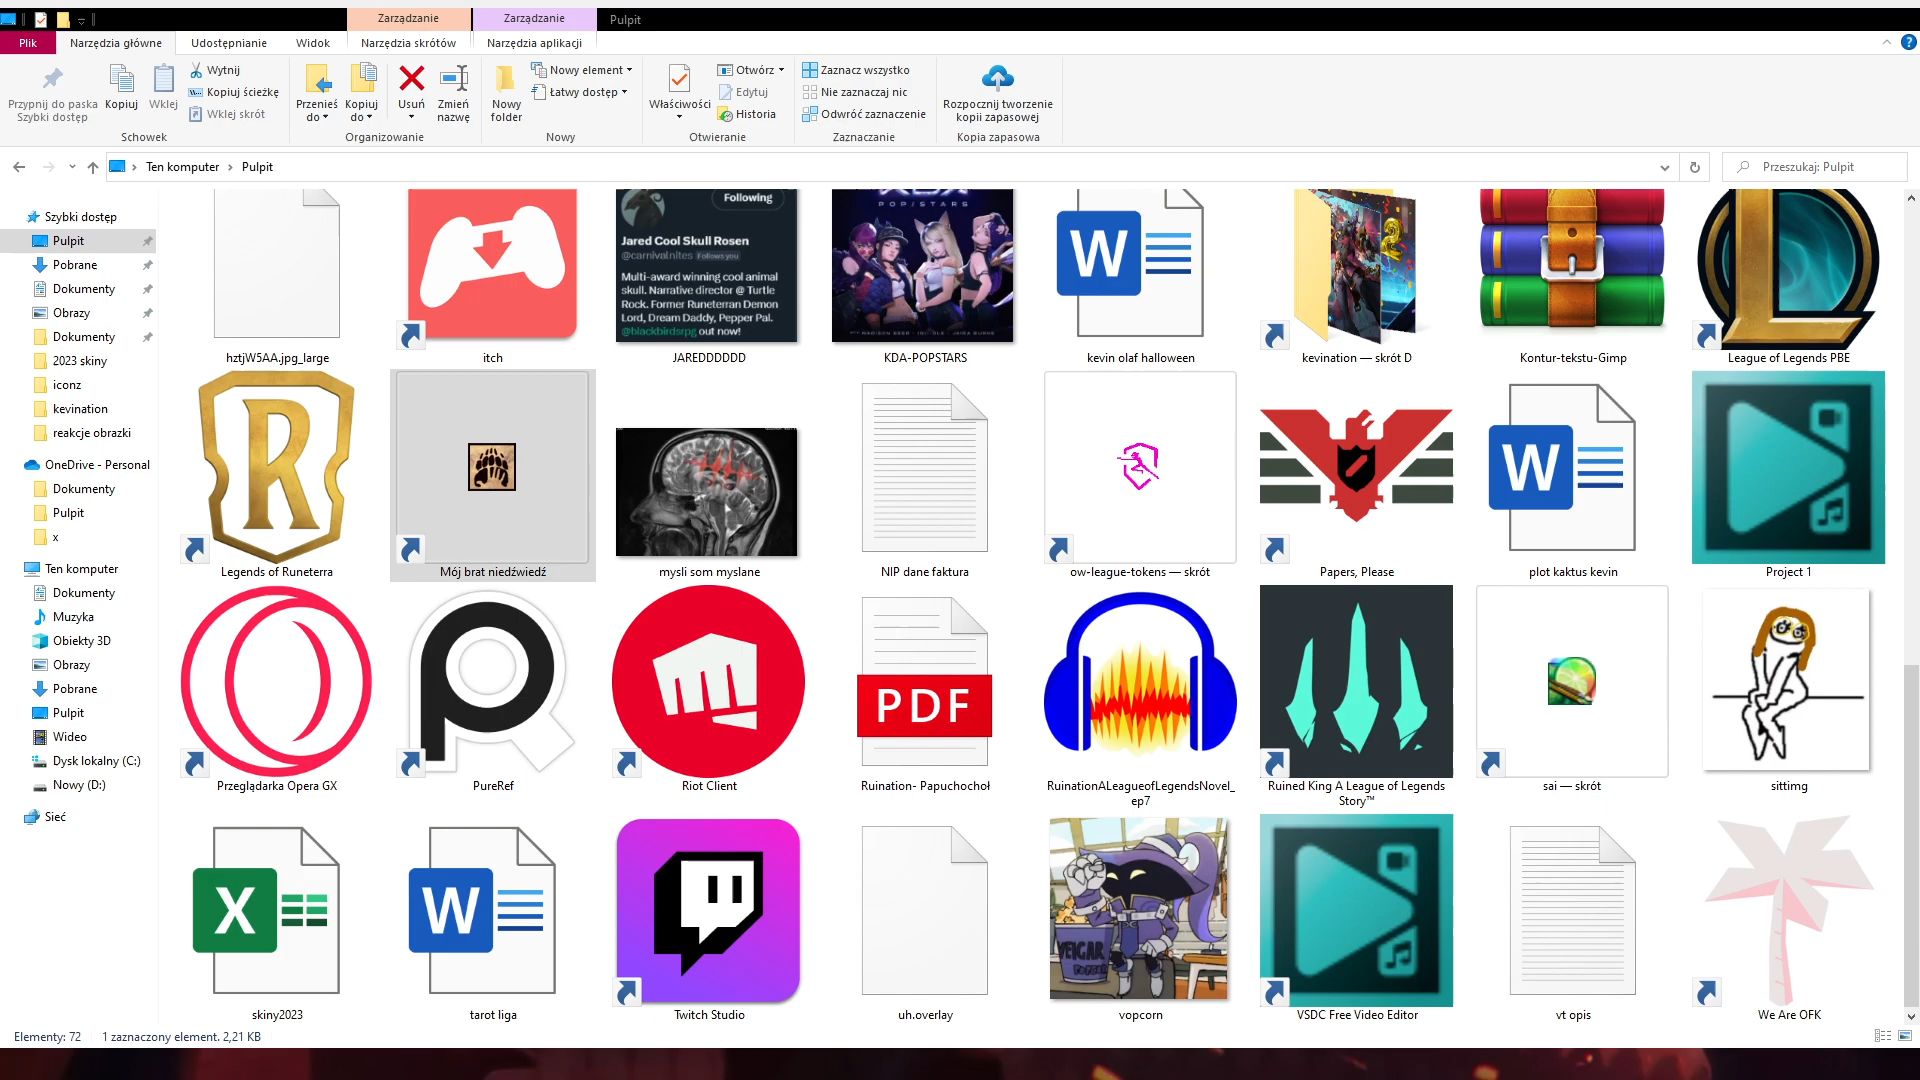 Zarządzanie
Zarządzanie
Pulpit
Plik
Narzędzia główne
Udostępnianie
Widok
Narzędzia skrótów
Narzędzia aplikacji
Przypnij do paska
Szybki dostęp
Kopiuj
Wklej
Wytnij
Kopiuj ścieżkę
Wklej skrót
Schowek
Przenieś
do
Kopiuj
do
Usuń
Zmień
nazwę
Organizowanie
Nowy
folder
Nowy element
Łatwy dostęp
Nowy
Właściwości
Otwórz
Edytuj
Historia
Otwieranie
Zaznacz wszystko
Nie zaznaczaj nic
Odwróć zaznaczenie
Zaznaczanie
Rozpocznij tworzenie
kopii zapasowej
Kopia zapasowa
Ten komputer
Pulpit
Przeszukaj: Pulpit
Szybki dostęp
Pulpit
Pobrane
Dokumenty
Obrazy
Dokumenty
2023 skiny
iconz
kevination
reakcje obrazki
OneDrive - Personal
Dokumenty
Pulpit
x
Ten komputer
Dokumenty
Muzyka
Obiekty 3D
Obrazy
Pobrane
Pulpit
Wideo
Dysk lokalny (C:)
Nowy (D:)
Sieć
hztjW5AA.jpg_large
itch
Following
Jared Cool Skull Rosen
@carnivalnites Follows you
Multi-award winning cool animal
skull. Narrative director @ Turtle
Rock. Former Runeterran Demon
Lord, Dream Daddy, Pepper Pal.
@blackbirdsrpg out now!
JAREDDDDDD
POP/STARS
KDA-POPSTARS
W
kevin olaf halloween
2
kevination — skrót D
Kontur-tekstu-Gimp
L
League of Legends PBE
R
Legends of Runeterra
Mój brat niedźwiedź
mysli som myslane
NIP dane faktura
ow-league-tokens — skrót
Papers, Please
W
plot kaktus kevin
Project 1
Przeglądarka Opera GX
PureRef
Riot Client
PDF
Ruination- Papuchochoł
RuinationALeagueofLegendsNovel_
ep7
Ruined King A League of Legends
Story™
sai — skrót
sittimg
X
skiny2023
W
tarot liga
Twitch Studio
uh.overlay
VEIGAR
vopcorn
VSDC Free Video Editor
vt opis
We Are OFK
Elementy: 72
1 zaznaczony element. 2,21 KB